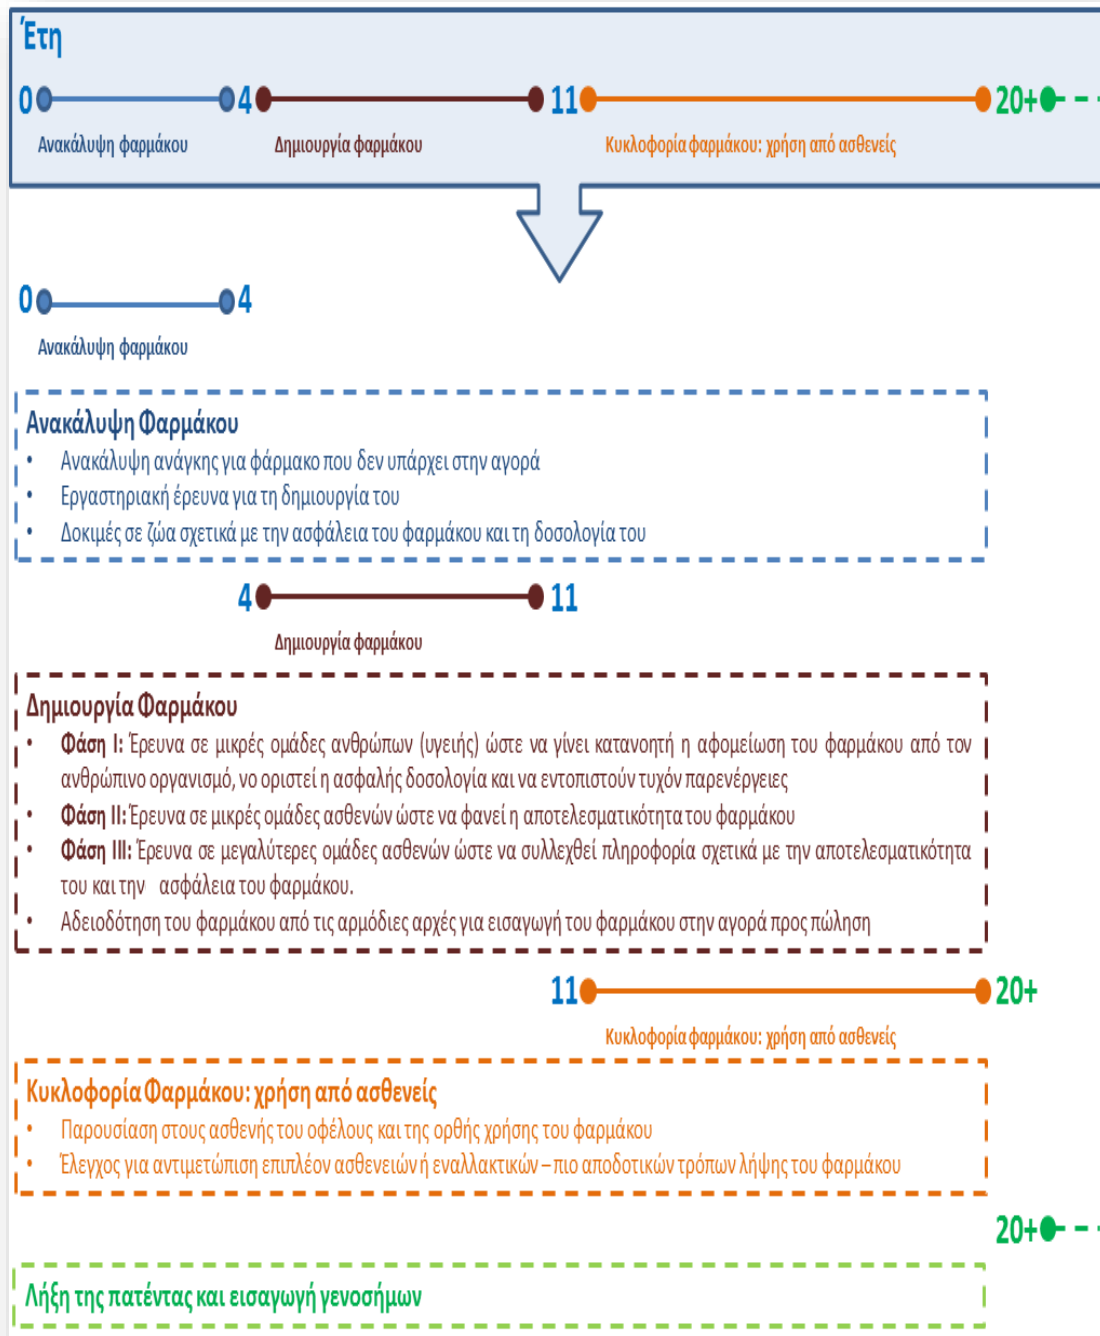 Έτη
0 4 11 20+
Ανακάλυψη φαρμάκου Δημιουργία φαρμάκου Κυκλοφορία φαρμάκου: χρήση από ασθενείς
0 4
Ανακάλυψη φαρμάκου
Ανακάλυψη Φαρμάκου
• Ανακάλυψη ανάγκης για φάρμακο που δεν υπάρχει στην αγορά
• Εργαστηριακή έρευνα για τη δημιουργία του
• Δοκιμές σε ζώα σχετικά με την ασφάλεια του φαρμάκου και τη δοσολογία του
4 11
Δημιουργία φαρμάκου
Δημιουργία Φαρμάκου
• Φάση I: Έρευνα σε μικρές ομάδες ανθρώπων (υγειής) ώστε να γίνει κατανοητή η αφομείωση του φαρμάκου από τον
ανθρώπινο οργανισμό, νο οριστεί η ασφαλής δοσολογία και να εντοπιστούν τυχόν παρενέργειες
• Φάση II: Έρευνα σε μικρές ομάδες ασθενών ώστε να φανεί η αποτελεσματικότητα του φαρμάκου
• Φάση III: Έρευνα σε μεγαλύτερες ομάδες ασθενών ώστε να συλλεχθεί πληροφορία σχετικά με την αποτελεσματικότητα
του και την ασφάλεια του φαρμάκου.
• Αδειοδότηση του φαρμάκου από τις αρμόδιες αρχές για εισαγωγή του φαρμάκου στην αγορά προς πώληση
11 20+
Κυκλοφορία φαρμάκου: χρήση από ασθενείς
Κυκλοφορία Φαρμάκου: χρήση από ασθενείς
• Παρουσίαση στους ασθενής του οφέλους και της ορθής χρήσης του φαρμάκου
• Έλεγχος για αντιμετώπιση επιπλέον ασθενειών ή εναλλακτικών – πιο αποδοτικών τρόπων λήψης του φαρμάκου
20+
Λήξη της πατέντας και εισαγωγή γενοσήμων